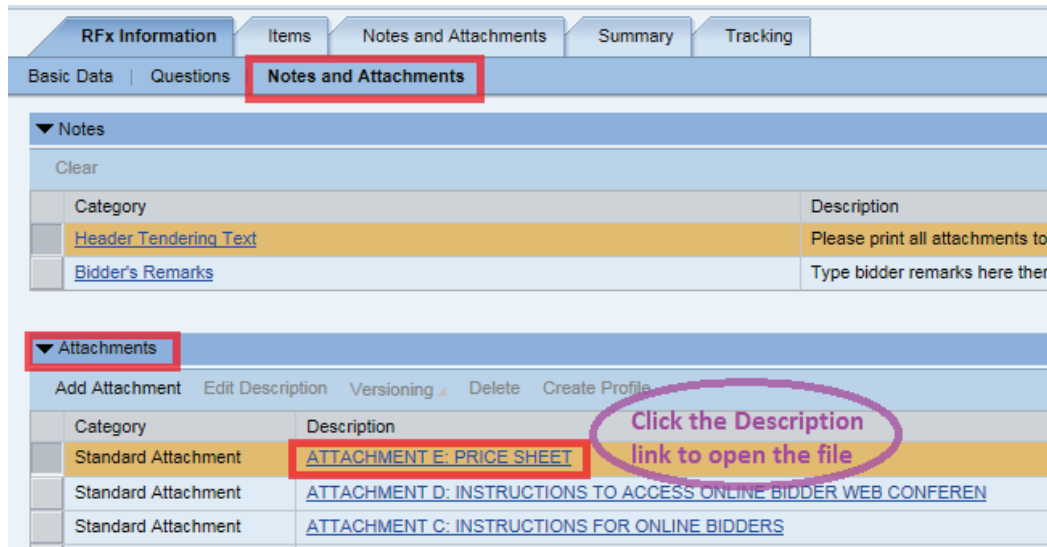 RFx Information Items Notes and Attachments Summary Tracking
Basic Data | Questions Notes and Attachments
Notes
Clear
Category Description
Header Tendering Text Please print all attachments to
Bidder's Remarks Type bidder remarks here ther
Attachments
Add Attachment Edit Description Versioning Delete Create Profile
Category Description
Standard Attachment ATTACHMENT E: PRICE SHEET
Click the Description
link to open the file
Standard Attachment ATTACHMENT D: INSTRUCTIONS TO ACCESS ONLINE BIDDER WEB CONFEREN
Standard Attachment ATTACHMENT C: INSTRUCTIONS FOR ONLINE BIDDERS